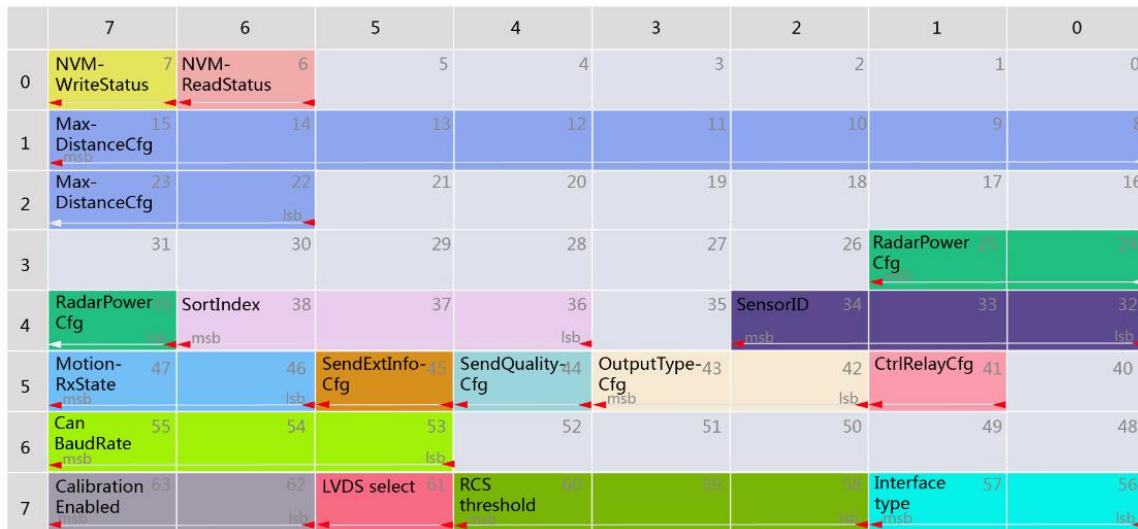 7 6 5 4 3 2 1 0
0
NVM- 7 NVM- 6 5 4 3 2 1 0
WriteStatus ReadStatus
1
Max- 15 14 13 12 11 10 9 8
DistanceCfg
msb
2
Max- 23 22 21 20 19 18 17 16
DistanceCfg
lsb
3
31 30 29 28 27 26 RadarPower 25 24
Cfg
msb
4
RadarPower SortIndex 38 37 36 35 SensorID 34 33 32
Cfg
lsb msb lsb msb lsb
5
Motion- 47 46 SendExtInfo- 45 SendQuality- 44 OutputType- 43 42 CtrlRelayCfg 41 40
RxState Cfg Cfg Cfg
msb lsb msb lsb
6
Can 55 54 53 52 51 50 49 48
BaudRate
msb lsb
7
Calibration 63 62 LVDS select 61 RCS 60 59 58 Interface 57 56
Enabled threshold type
msb lsb msb lsb msb lsb